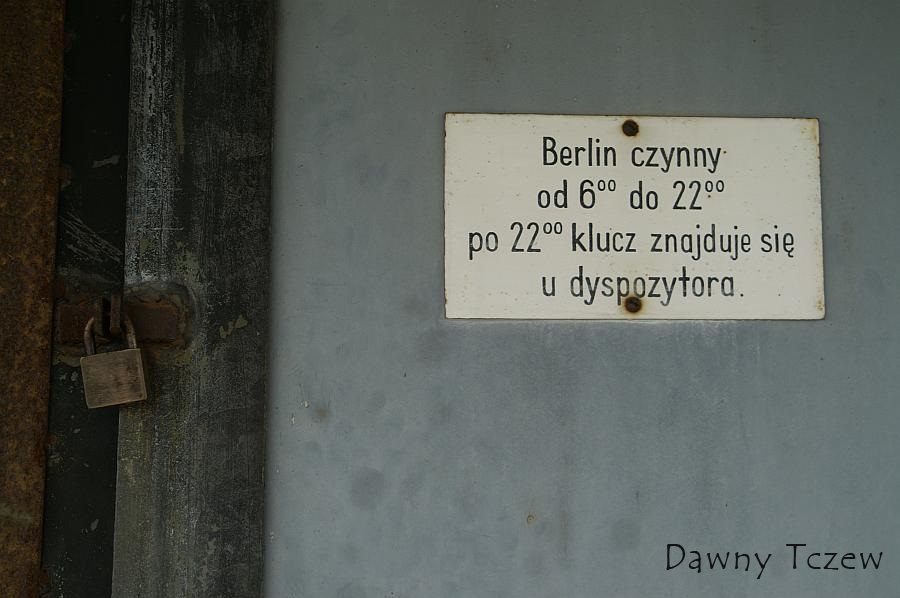 Berlin czynny
od 6⁰⁰ do 22⁰⁰
po 22⁰⁰ klucz znajduje się
u dyspozytora.
Dawny Tczew